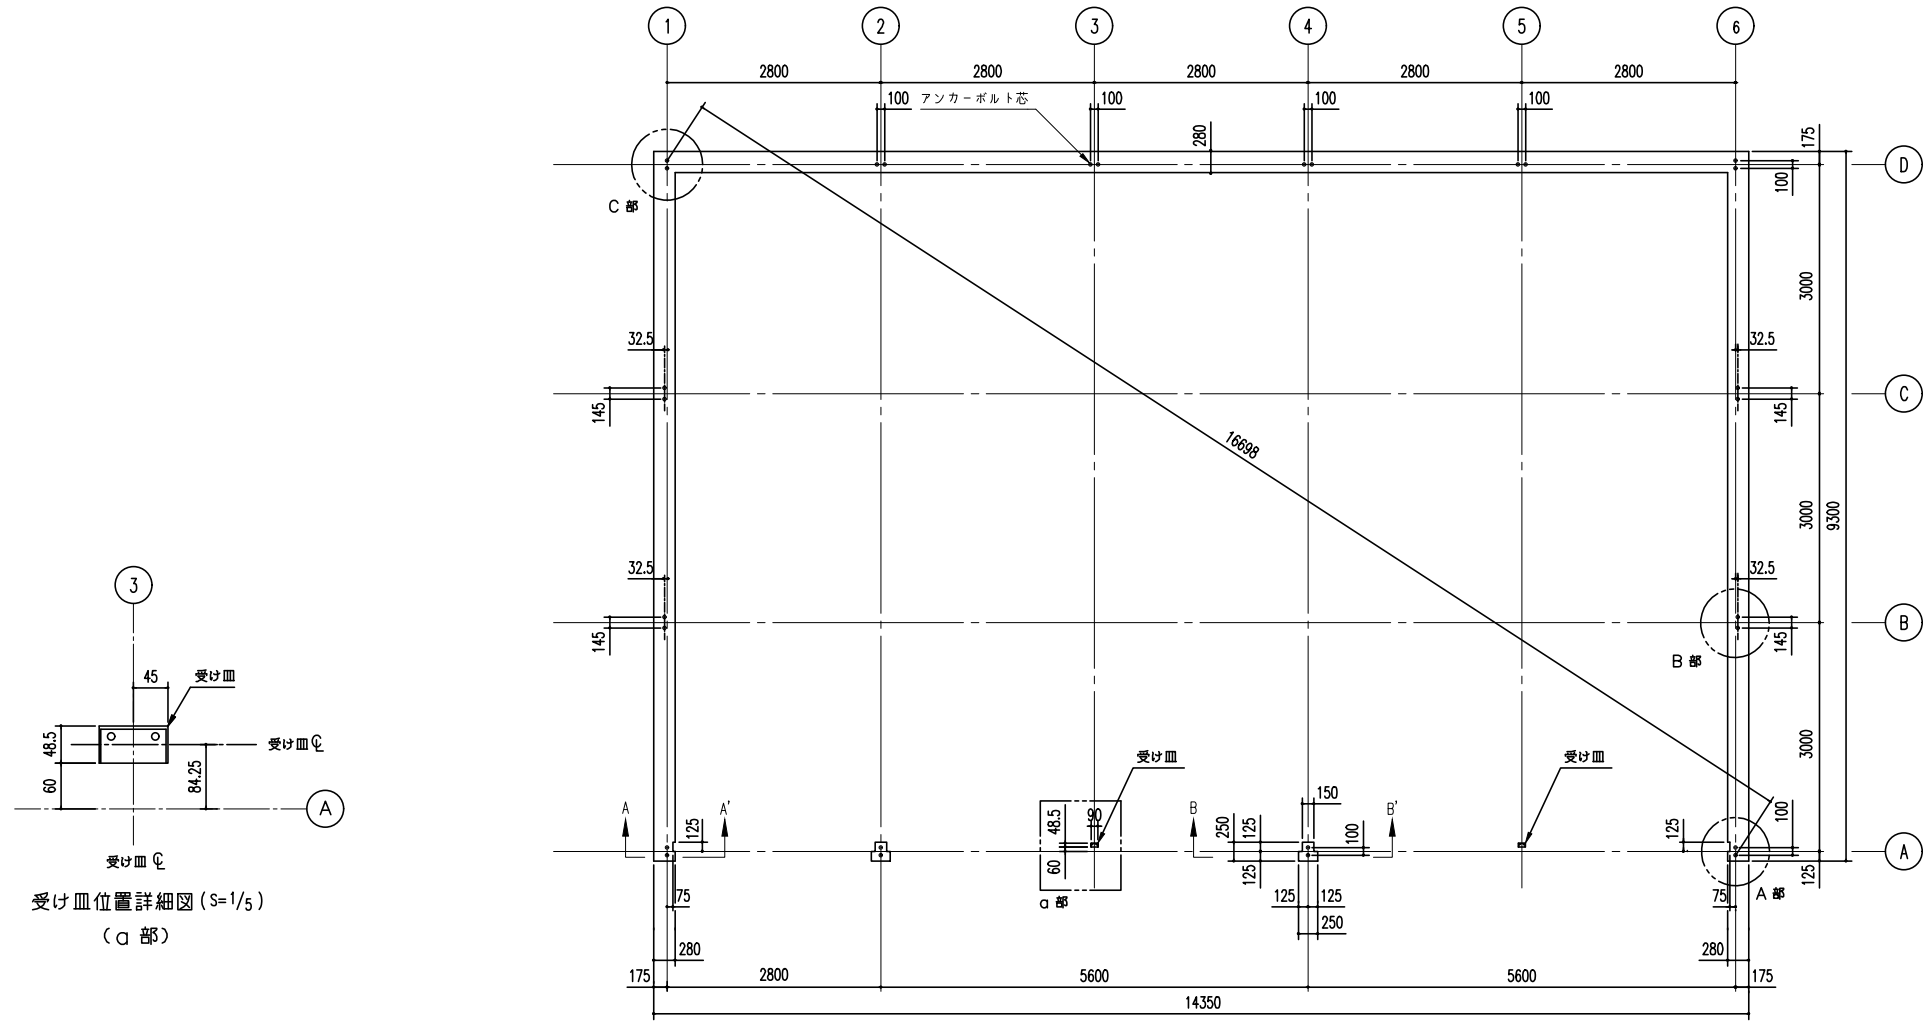 1 2 3 4 5 6
2800 2800 2800 2800 2800
100 アンカーボルト芯 100 100 100
280 175
D
100
C 部
3000
32.5 32.5
C
145 145
16698
3000 9300
32.5 32.5
B
145 145
B 部
3000
受け皿 受け皿
A A' 125 48.5 90 B 250 125 150 100 B' 125 100
A
60 125 125
75 a 部 125 125 75 A 部
280 250 280
175 2800 5600 5600 175
14350
3
45 受け皿
48.5 受け皿 ℄
60 84.25
A
受け皿 ℄
受け皿位置詳細図 (S=1/5)
(a 部)